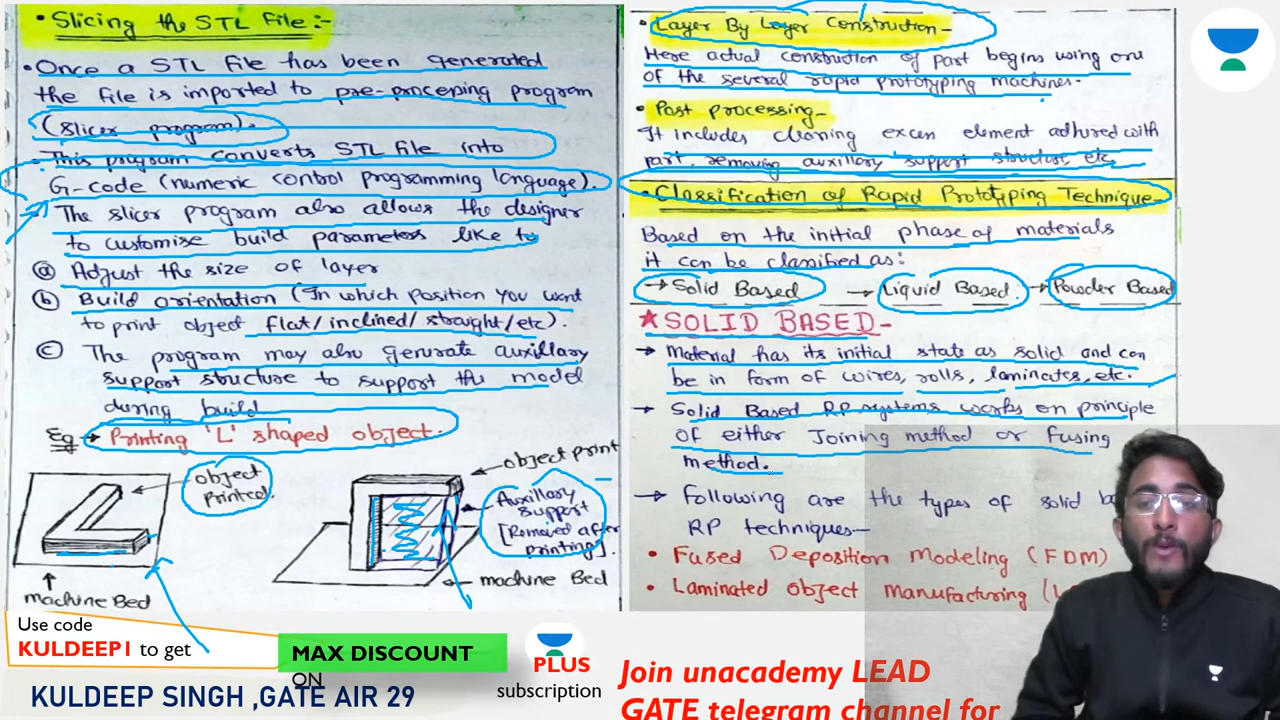 • Slicing the STL file:-
• Once a STL file has been generated
the file is imported to pre-proceping program
(slicer program).
• This program converts STL file into
G-code (numeric control programming language).
• The slicer program also allows the designer
to customise build parameters like to
(a) Adjust the size of layer
(b) Build orientation (In which position you want
to print object flat/inclined/straight/etc).
(c) The program may also generate auxillary
support structure to support the model
during build
Eg → Printing 'L' shaped object.
object
printed.
machine Bed
object print
Auxillary
support
[Removed after
printing].
machine Bed
• Layer By Layer Construction-
Here actual construction of part begins using one
of the several rapid prototyping machines.
• Post processing-
It includes cleaning excen element adhured with
part, removing auxillary support structure, etc
• Classification of Rapid Prototyping Technique-
Based on the initial phase of materials
it can be classified as:
→ Solid Based → Liquid Based. → Powder Based
★ SOLID BASED-
→ Material has its initial state as solid and can
be in form of wires, rolls, laminates, etc.
→ Solid Based RP systems works on principle
of either Joining method or fusing
method.
→ Following are the types of solid b
RP techniques-
• Fused Deposition Modeling (FDM)
• Laminated object manufacturing (L
Use code
KULDEEP1 to get
MAX DISCOUNT
ON
PLUS
subscription
KULDEEP SINGH ,GATE AIR 29
Join unacademy LEAD
GATE telegram channel for